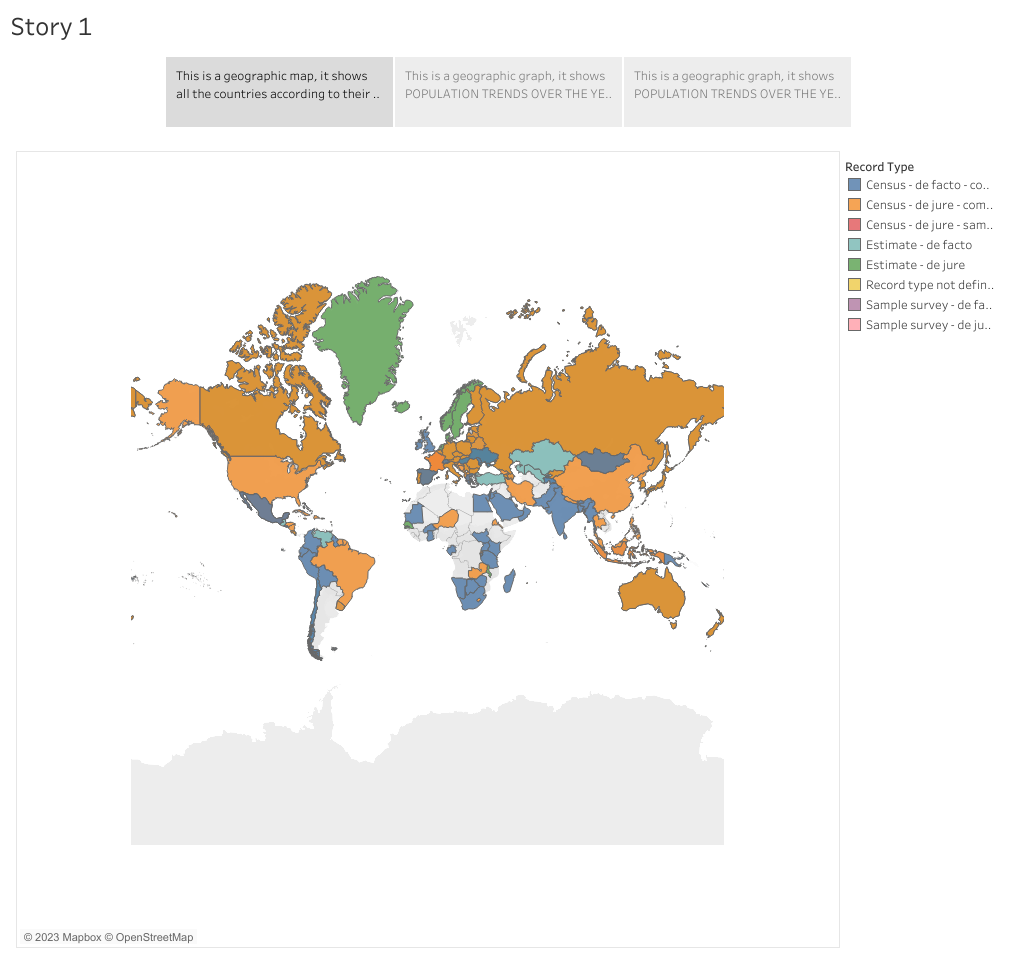 Story 1
This is a geographic map, it shows
all the countries according to their ..
This is a geographic graph, it shows
POPULATION TRENDS OVER THE YE..
This is a geographic graph, it shows
POPULATION TRENDS OVER THE YE..
Record Type
Census - de facto - co..
Census - de jure - com..
Census - de jure - sam..
Estimate - de facto
Estimate - de jure
Record type not defin..
Sample survey - de fa..
Sample survey - de ju..
© 2023 Mapbox © OpenStreetMap